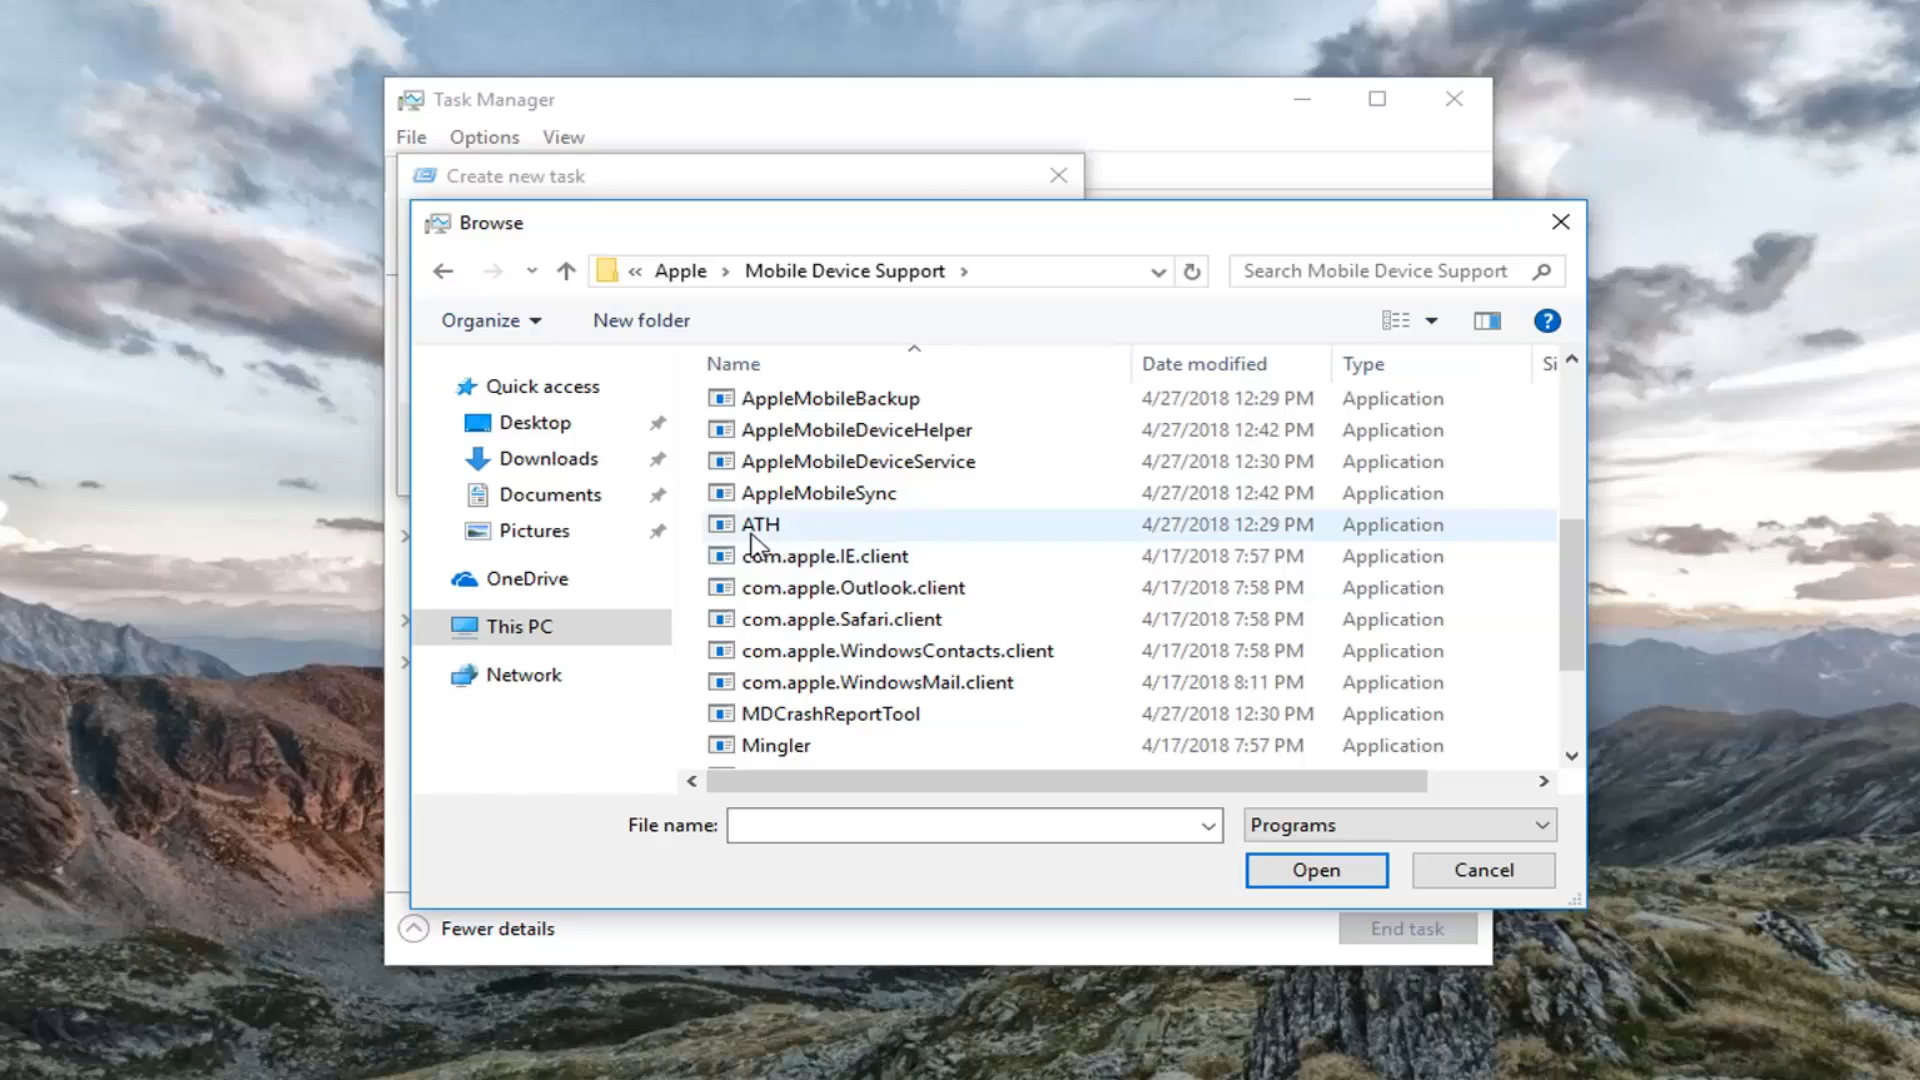 Task Manager
File Options View
Create new task
Browse
« Apple › Mobile Device Support ›
Search Mobile Device Support
Organize
New folder
?
Name Date modified Type Si
Quick access
Desktop
Downloads
Documents
Pictures
OneDrive
This PC
Network
AppleMobileBackup 4/27/2018 12:29 PM Application
AppleMobileDeviceHelper 4/27/2018 12:42 PM Application
AppleMobileDeviceService 4/27/2018 12:30 PM Application
AppleMobileSync 4/27/2018 12:42 PM Application
ATH 4/27/2018 12:29 PM Application
com.apple.IE.client 4/17/2018 7:57 PM Application
com.apple.Outlook.client 4/17/2018 7:58 PM Application
com.apple.Safari.client 4/17/2018 7:58 PM Application
com.apple.WindowsContacts.client 4/17/2018 7:58 PM Application
com.apple.WindowsMail.client 4/17/2018 8:11 PM Application
MDCrashReportTool 4/27/2018 12:30 PM Application
Mingler 4/17/2018 7:57 PM Application
File name:
Programs
Open Cancel
Fewer details
End task